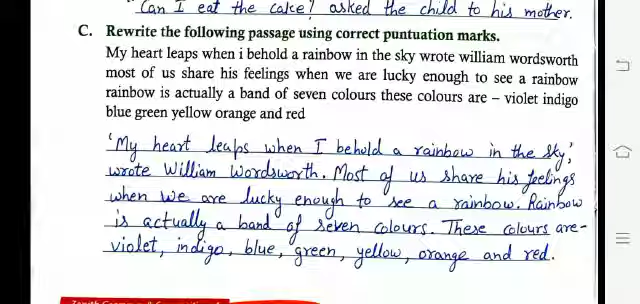 Can I eat the cake? asked the child to his mother.
C. Rewrite the following passage using correct puntuation marks.
My heart leaps when i behold a rainbow in the sky wrote william wordsworth
most of us share his feelings when we are lucky enough to see a rainbow
rainbow is actually a band of seven colours these colours are – violet indigo
blue green yellow orange and red
'My heart leaps when I behold a rainbow in the sky,'
wrote William Wordsworth. Most of us share his feelings
when we are lucky enough to see a rainbow. Rainbow
is actually a band of seven colours. These colours are-
violet, indigo, blue, green, yellow, orange and red.